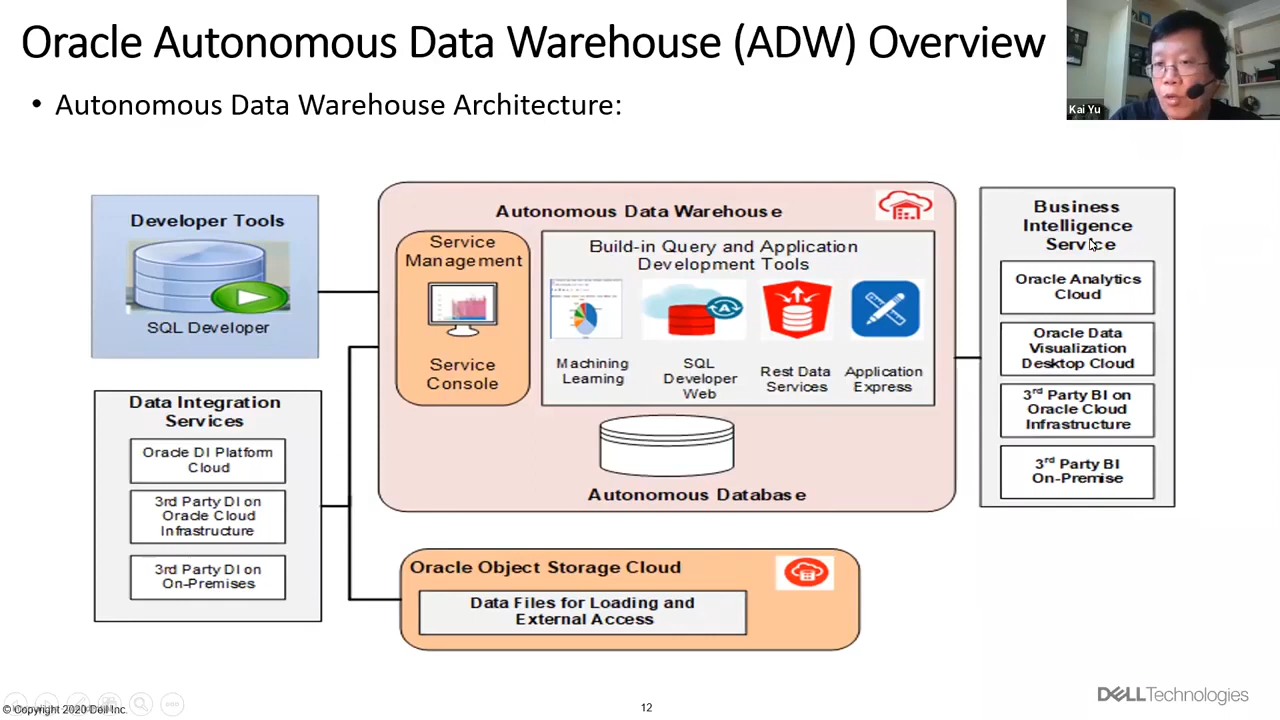 Oracle Autonomous Data Warehouse (ADW) Overview
Kai Yu
• Autonomous Data Warehouse Architecture:
Developer Tools
SQL Developer
Data Integration
Services
Oracle DI Platform
Cloud
3rd Party DI on
Oracle Cloud
Infrastructure
3rd Party DI on
On-Premises
Autonomous Data Warehouse
Service
Management
Service
Console
Build-in Query and Application
Development Tools
Machining
Learning
SQL
Developer
Web
Rest Data
Services
Application
Express
Autonomous Database
Oracle Object Storage Cloud
Data Files for Loading and
External Access
Business
Intelligence
Service
Oracle Analytics
Cloud
Oracle Data
Visualization
Desktop Cloud
3rd Party BI on
Oracle Cloud
Infrastructure
3rd Party BI
On-Premise
© Copyright 2020 Dell Inc.
12
DELLTechnologies